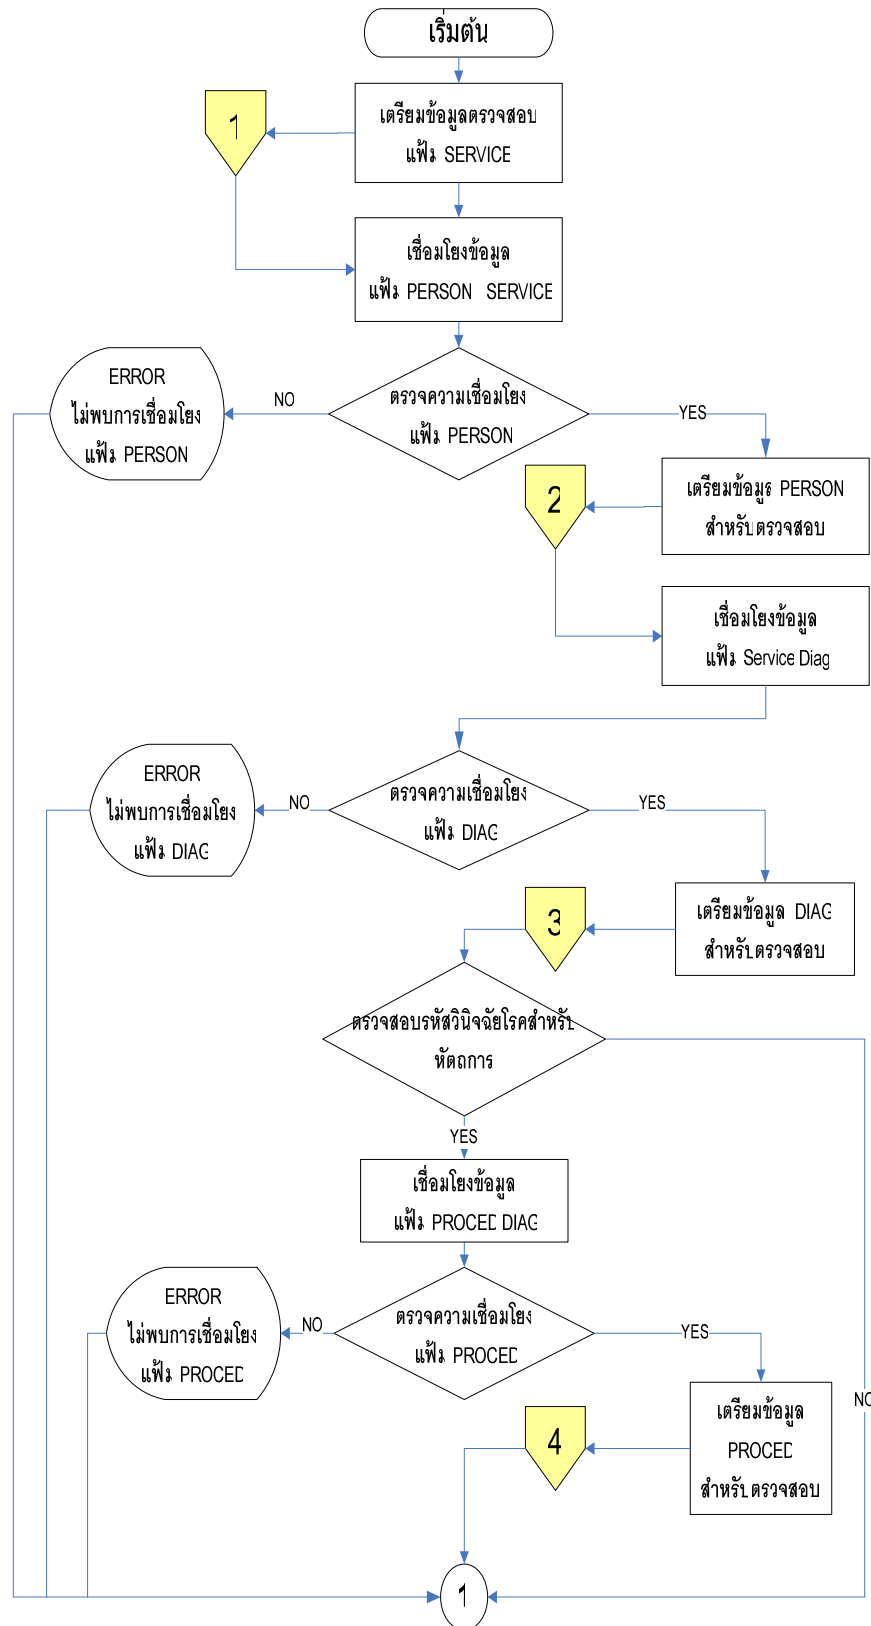 เริ่มต้น
เตรียมข้อมูลตรวจสอบ
แฟ้ม SERVICE
1
เชื่อมโยงข้อมูล
แฟ้ม PERSON SERVICE
ตรวจความเชื่อมโยง
แฟ้ม PERSON
NO
YES
ERROR
ไม่พบการเชื่อมโยง
แฟ้ม PERSON
เตรียมข้อมูล PERSON
สำหรับตรวจสอบ
2
เชื่อมโยงข้อมูล
แฟ้ม Service Diag
ตรวจความเชื่อมโยง
แฟ้ม DIAG
NO
YES
ERROR
ไม่พบการเชื่อมโยง
แฟ้ม DIAG
เตรียมข้อมูล DIAG
สำหรับตรวจสอบ
3
ตรวจสอบรหัสวินิจฉัยโรคสำหรับ
หัตถการ
YES
NO
เชื่อมโยงข้อมูล
แฟ้ม PROCED DIAG
ตรวจความเชื่อมโยง
แฟ้ม PROCED
NO
YES
ERROR
ไม่พบการเชื่อมโยง
แฟ้ม PROCED
เตรียมข้อมูล
PROCED
สำหรับตรวจสอบ
4
1